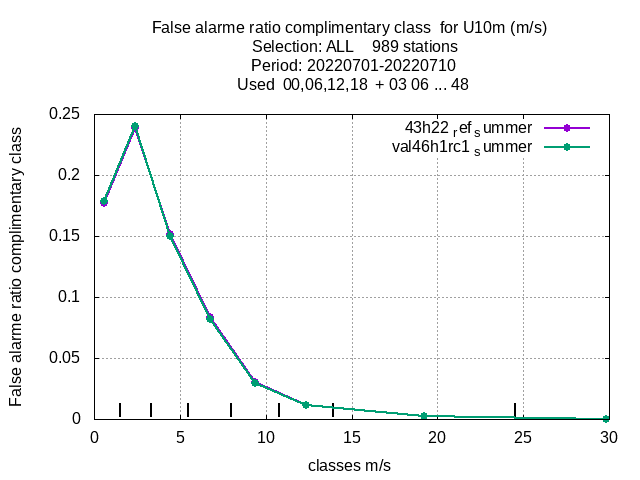 False alarme ratio complimentary class  for U10m (m/s)
Selection: ALL    989 stations
Period: 20220701-20220710
Used  00,06,12,18  + 03 06 ... 48
False alarme ratio complimentary class
0.25
0.2
0.15
0.1
0.05
0
43h22 ref summer
val46h1rc1 summer
0 5 10 15 20 25 30
classes m/s